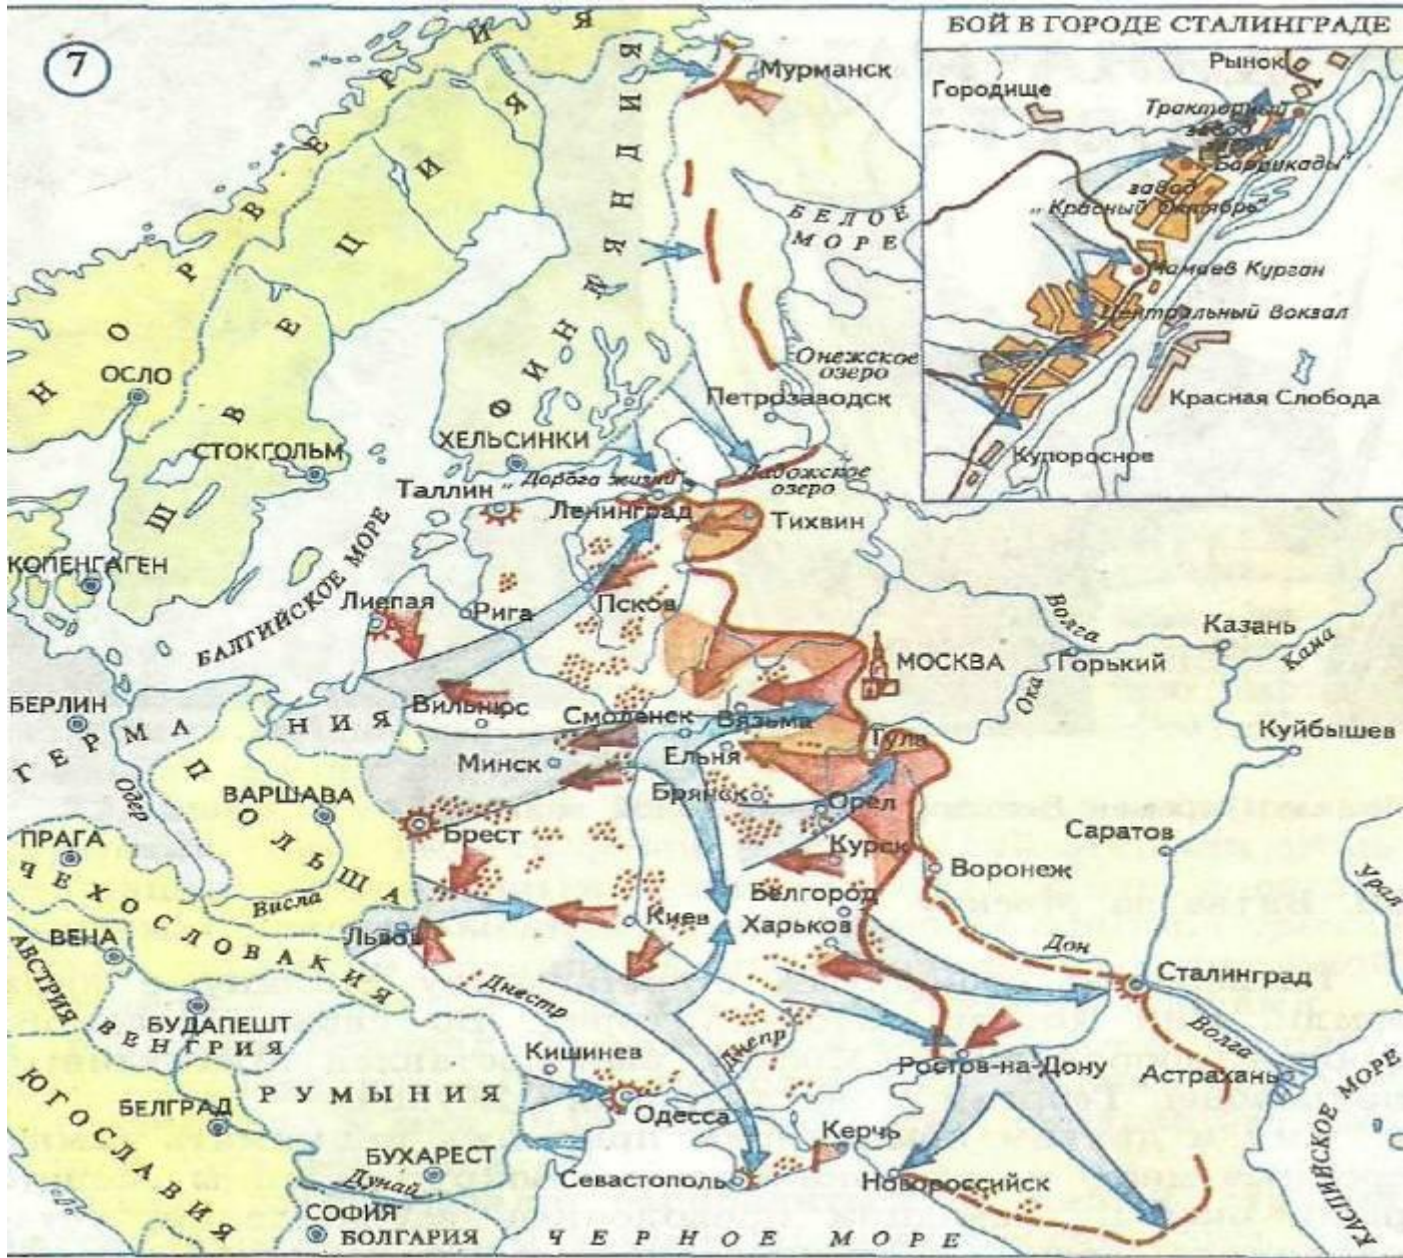 7
БОЙ В ГОРОДЕ СТАЛИНГРАДЕ
Рынок
Городище
Тракторный
завод
завод
„Баррикады"
завод
„Красный Октябрь"
Мамаев Курган
Центральный вокзал
Красная Слобода
Купоросное
НОРВЕГИЯ
ШВЕЦИЯ
ФИНЛЯНДИЯ
Мурманск
БЕЛОЕ
МОРЕ
Онежское
озеро
Петрозаводск
ОСЛО
СТОКГОЛЬМ
ХЕЛЬСИНКИ
Таллин
„Дорога жизни"
Ладожское
озеро
Ленинград
Тихвин
КОПЕНГАГЕН
БАЛТИЙСКОЕ МОРЕ
Лиепая
Рига
Псков
Волга
Казань
Кама
МОСКВА
Горький
Ока
БЕРЛИН
ГЕРМАНИЯ
Вильнюс
Смоленск
Вязьма
Тула
Куйбышев
Минск
Ельня
Одер
ПОЛЬША
ВАРШАВА
Брянск
Орел
Брест
Курск
Саратов
ПРАГА
Воронеж
Урал
ЧЕХОСЛОВАКИЯ
Висла
Белгород
Киев
Харьков
Дон
ВЕНА
Львов
АВСТРИЯ
Сталинград
Днестр
БУДАПЕШТ
ВЕНГРИЯ
Днепр
Волга
Кишинев
Ростов-на-Дону
Астрахань
ЮГОСЛАВИЯ
РУМЫНИЯ
БЕЛГРАД
Одесса
Керчь
КАСПИЙСКОЕ МОРЕ
БУХАРЕСТ
Дунай
Севастополь
Новороссийск
СОФИЯ
БОЛГАРИЯ
ЧЕРНОЕ МОРЕ